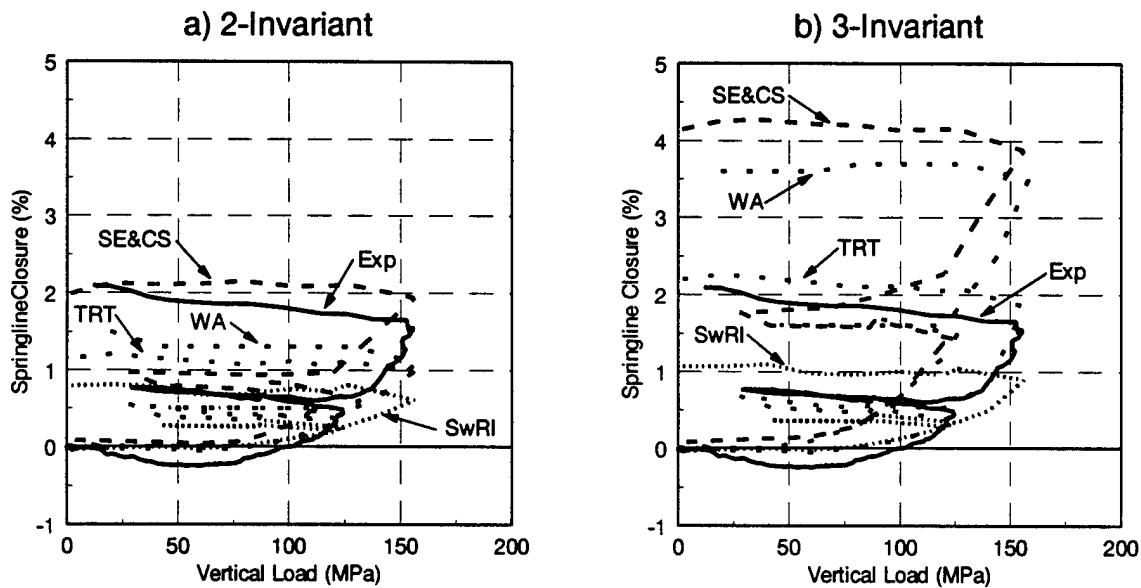 a) 2-Invariant
5
4
3
2
1
0
-1
SpringlineClosure (%)
SE&CS
Exp
TRT
WA
SwRI
0 50 100 150 200
Vertical Load (MPa)
b) 3-Invariant
5
4
3
2
1
0
-1
Springline Closure (%)
SE&CS
WA
TRT
Exp
SwRI
0 50 100 150 200
Vertical Load (MPa)